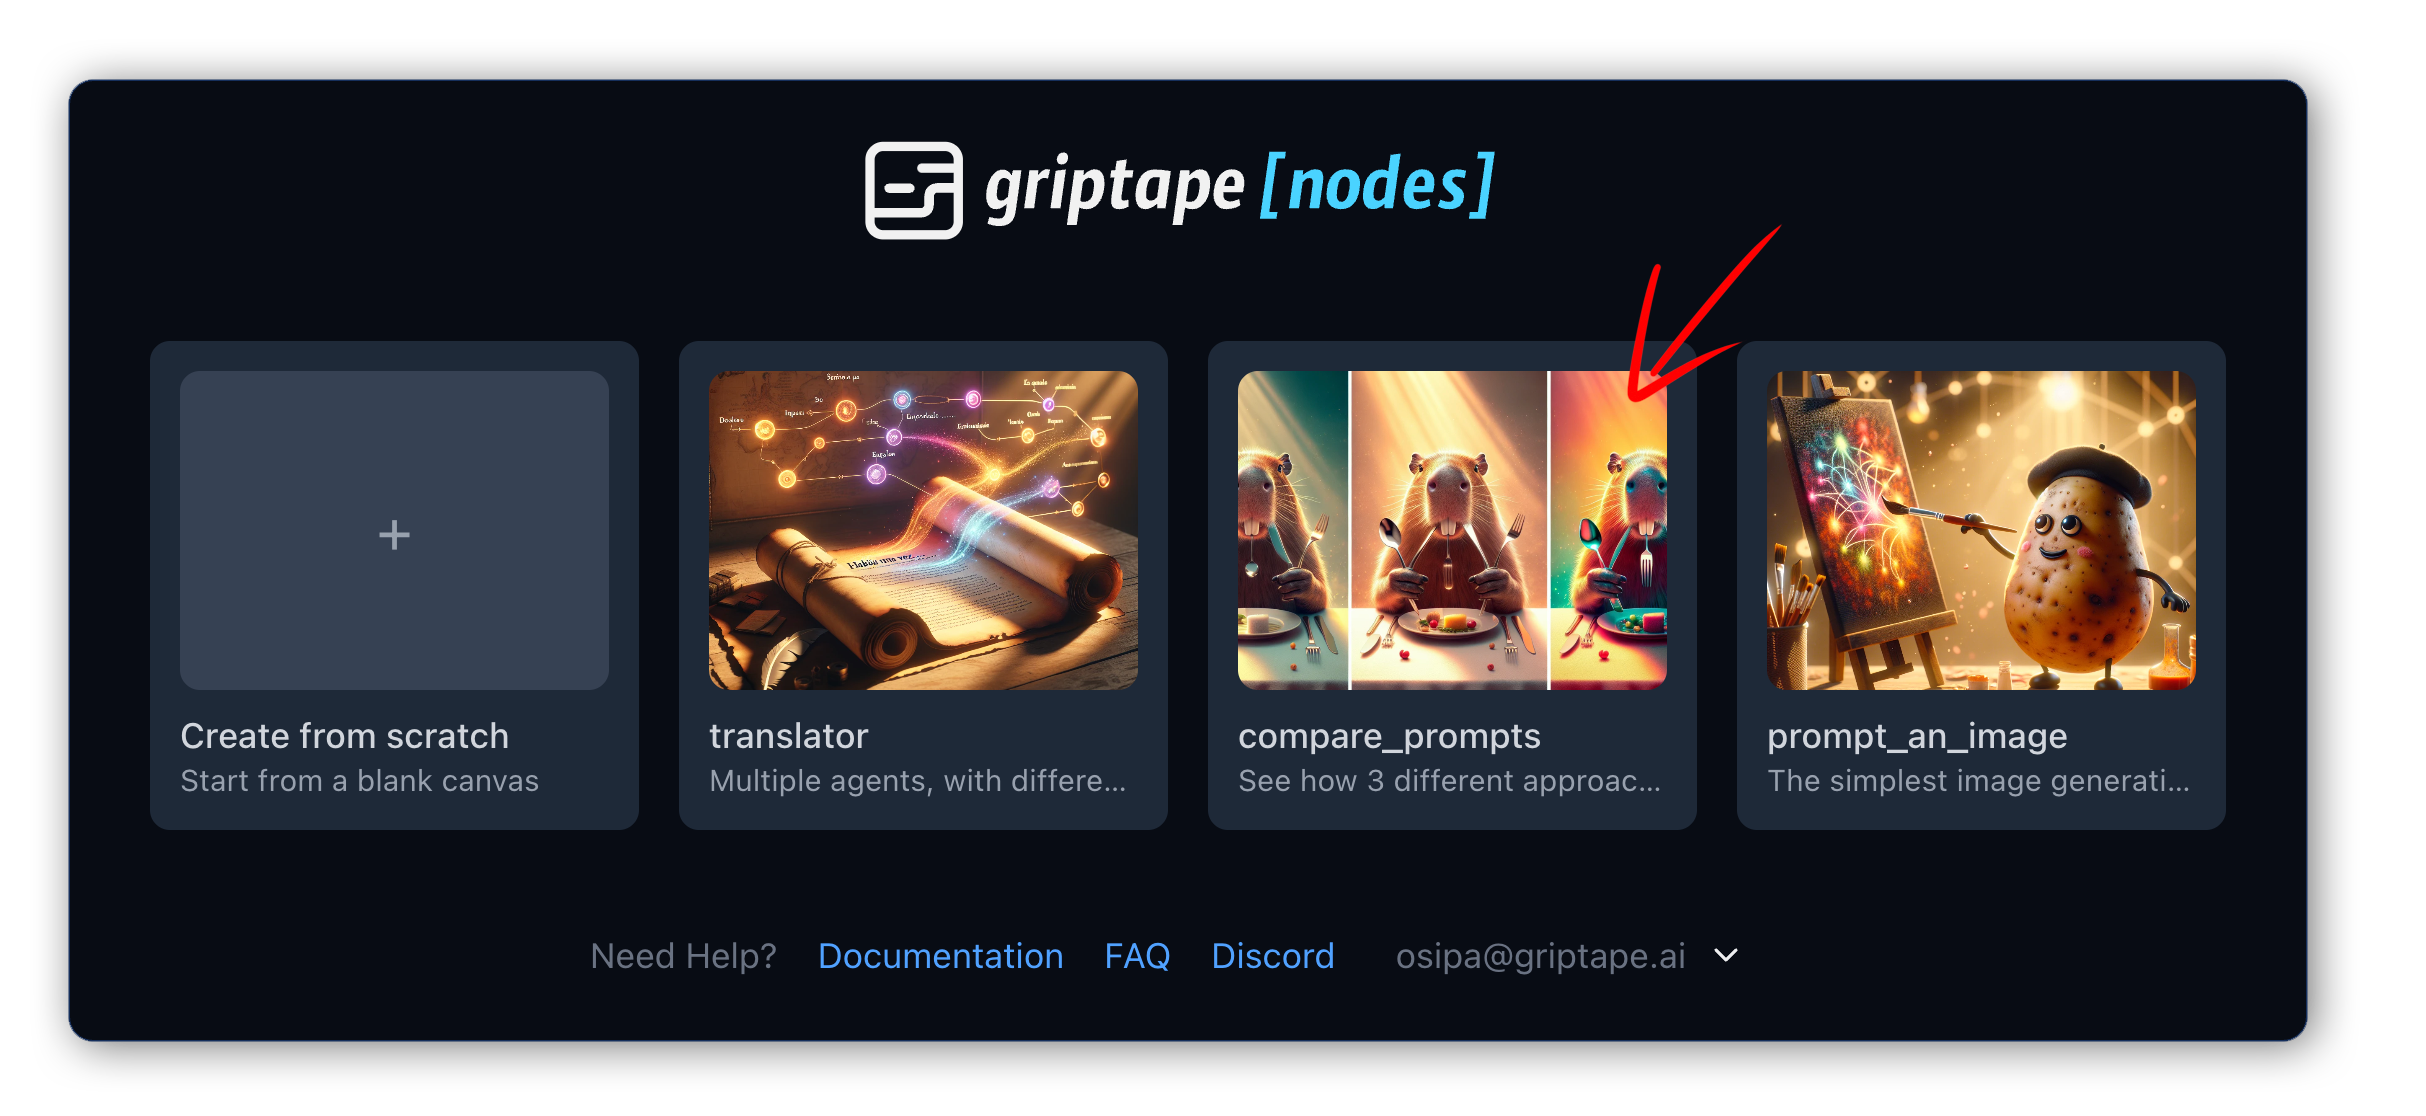 griptape [nodes]
Create from scratch
Start from a blank canvas
translator
Multiple agents, with differe...
compare_prompts
See how 3 different approac...
prompt_an_image
The simplest image generati...
Need Help? Documentation FAQ Discord osipa@griptape.ai